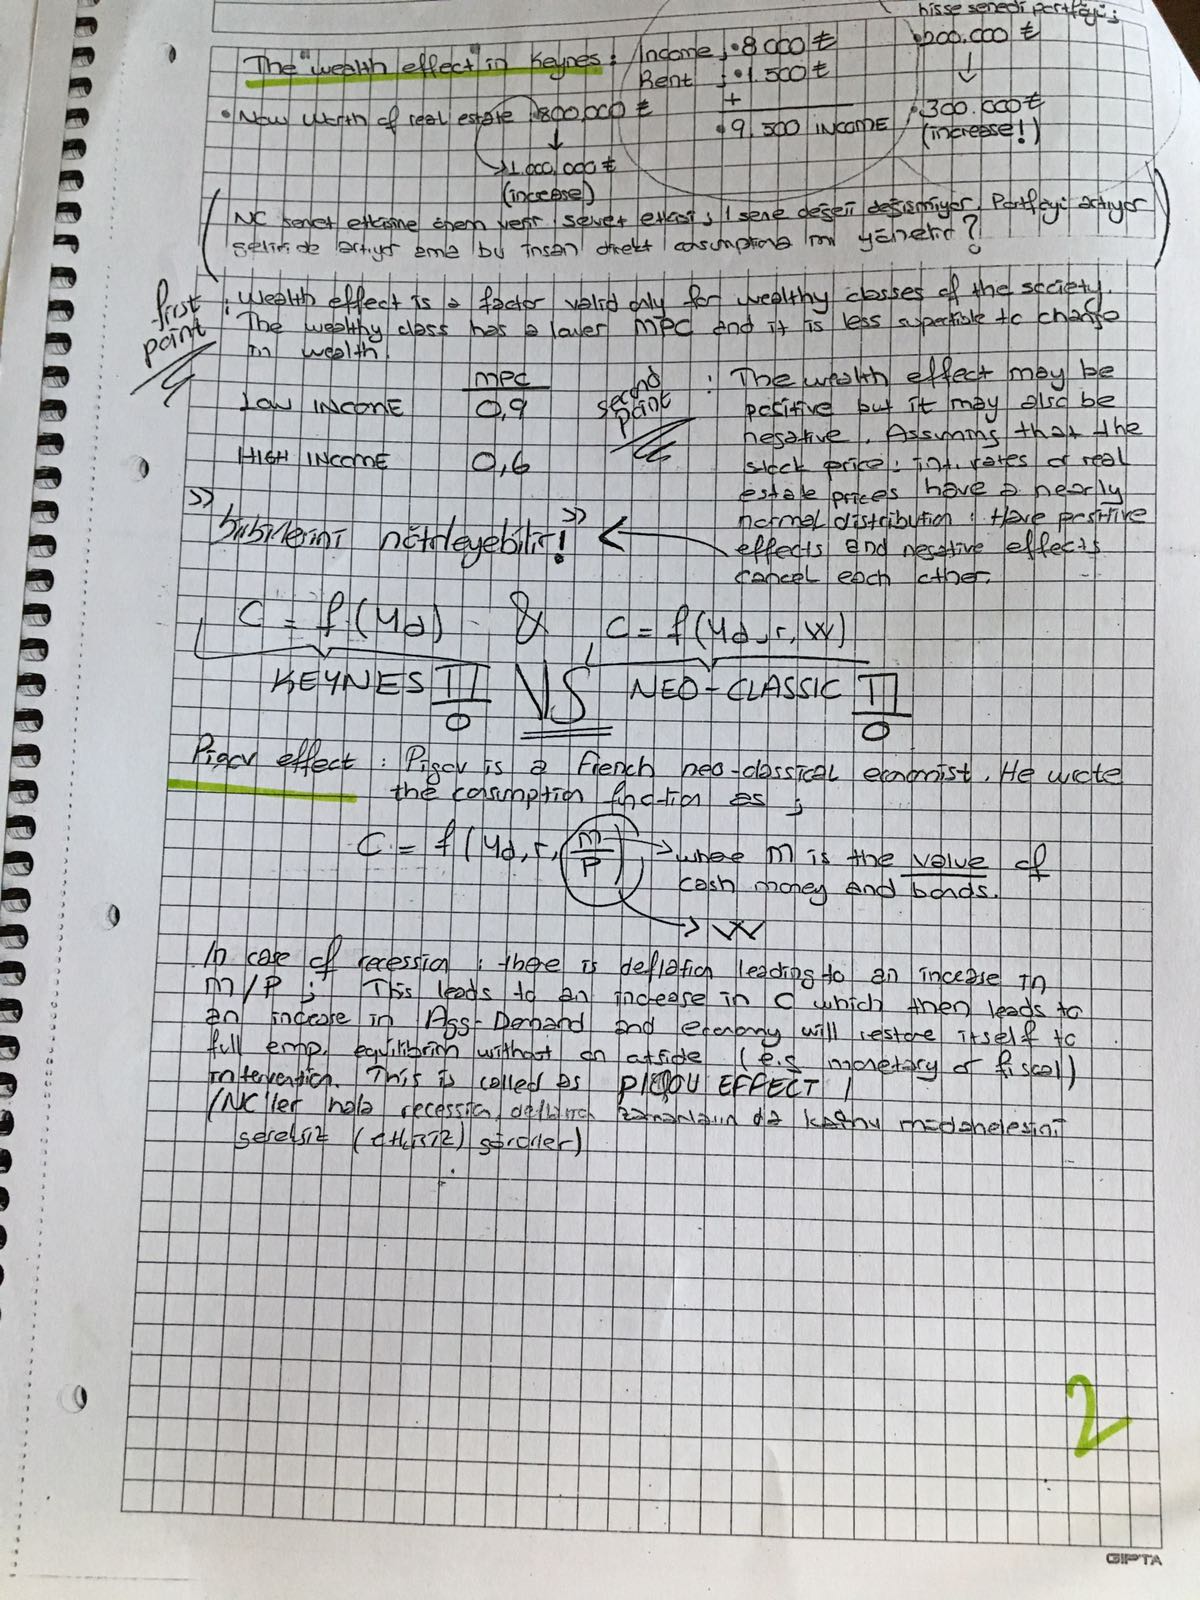 hisse senedi portföyü;
The "wealth effect" in Keynes: Income; 8 000 ₺ 200.000 ₺
Rent ; 1.500 ₺
+
• Now worth of real estate 800,000 ₺ 9.500 INCOME 300.000 ₺
(increase!)
1.000,000 ₺
(increase)
(NC servet etkisine önem verir. Servet etkisi; 1 sene değeri değişmiyor. Portföyü artıyor
geliri de artıyor ama bu insan direkt consumptiona mı yönelir?)
first point : Wealth effect is a factor valid only for wealthy classes of the society.
The wealthy class has a lower MPC and it is less supectible to change
in wealth.
MPC
LOW INCOME 0,9
HIGH INCOME 0,6
second point : The wealth effect may be
positive but it may also be
negative. Assuming that the
stock price; int. rates or real
estate prices have a nearly
normal distribution; there positive
effects and negative effects
cancel each other.
"birbirlerini nötrleyebilir!"
C = f(Yd) & C = f(Yd, r, W)
KEYNES VS NEO-CLASSIC
Pigou effect : Pigou is a French neo-classical economist. He wrote
the consumption function as ;
C = f(Yd, r, m/P) → where m is the value of
cash money and bonds.
→ W
In case of recession; there is deflation leading to an increase in
m/P ; This leads to an increase in C which then leads to
an increase in Agg-Demand and economy will restore itself to
full emp. equilibrium without an outside (e.g monetary or fiscal)
intervention. This is called as PIGOU EFFECT /
/NC'ler hala recession, deflation zamanlarının da kamu müdahelesini
gereksiz (etkisiz) görürler)
2
GIPTA